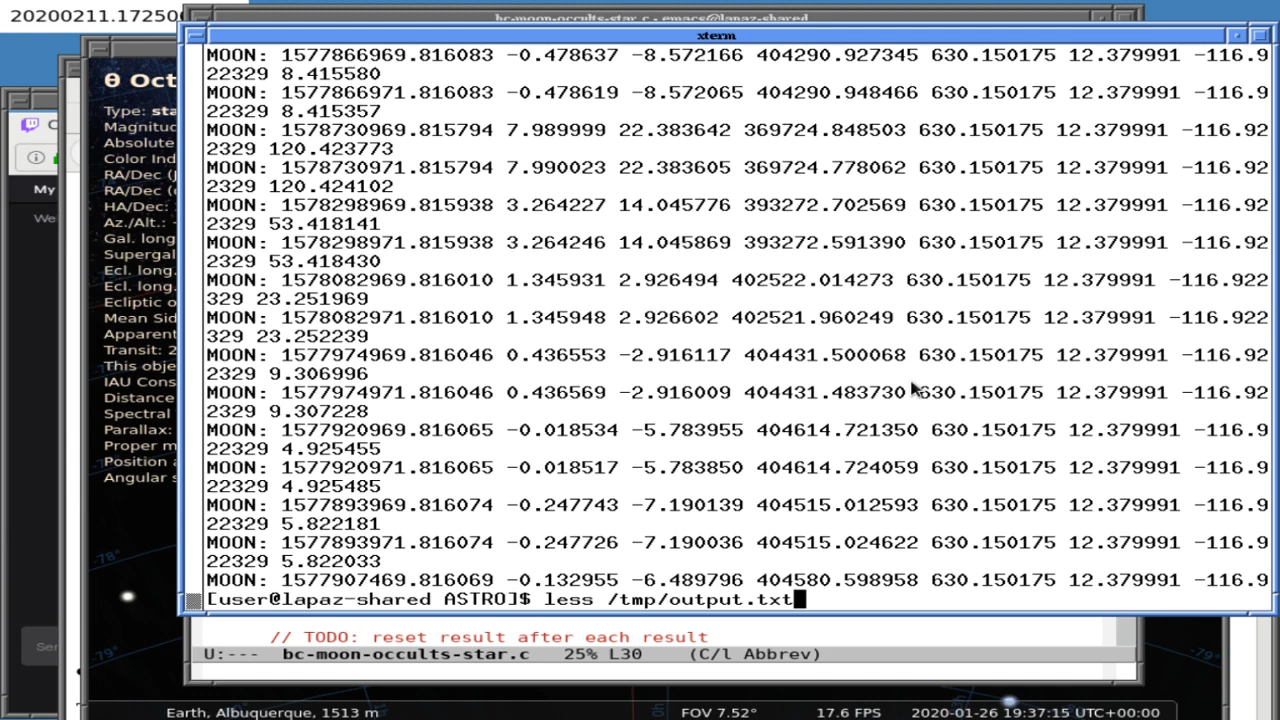 20200211.17250
bc-moon-occults-star.c - emacs@lapaz-shared
xterm
MOON: 1577866969.816083 -0.478637 -8.572166 404290.927345 630.150175 12.379991 -116.9
22329 8.415580
MOON: 1577866971.816083 -0.478619 -8.572065 404290.948466 630.150175 12.379991 -116.9
22329 8.415357
MOON: 1578730969.815794 7.989999 22.383642 369724.848503 630.150175 12.379991 -116.92
2329 120.423773
MOON: 1578730971.815794 7.990023 22.383605 369724.778062 630.150175 12.379991 -116.92
2329 120.424102
MOON: 1578298969.815938 3.264227 14.045776 393272.702569 630.150175 12.379991 -116.92
2329 53.418141
MOON: 1578298971.815938 3.264246 14.045869 393272.591390 630.150175 12.379991 -116.92
2329 53.418430
MOON: 1578082969.816010 1.345931 2.926494 402522.014273 630.150175 12.379991 -116.922
329 23.251969
MOON: 1578082971.816010 1.345948 2.926602 402521.960249 630.150175 12.379991 -116.922
329 23.252239
MOON: 1577974969.816046 0.436553 -2.916117 404431.500068 630.150175 12.379991 -116.92
2329 9.306996
MOON: 1577974971.816046 0.436569 -2.916009 404431.483730 630.150175 12.379991 -116.92
2329 9.307228
MOON: 1577920969.816065 -0.018534 -5.783955 404614.721350 630.150175 12.379991 -116.9
22329 4.925455
MOON: 1577920971.816065 -0.018517 -5.783850 404614.724059 630.150175 12.379991 -116.9
22329 4.925485
MOON: 1577893969.816074 -0.247743 -7.190139 404515.012593 630.150175 12.379991 -116.9
22329 5.822181
MOON: 1577893971.816074 -0.247726 -7.190036 404515.024622 630.150175 12.379991 -116.9
22329 5.822033
MOON: 1577907469.816069 -0.132955 -6.489796 404580.598958 630.150175 12.379991 -116.9
[user@lapaz-shared ASTRO]$ less /tmp/output.txt
θ Oct
Type: sta
Magnitud
Absolute
Color Ind
RA/Dec (J
RA/Dec (o
HA/Dec:
Az./Alt.:
Gal. long
Supergal
Ecl. long.
Ecl. long.
Ecliptic o
Mean Sid
Apparent
Transit: 2
This obje
IAU Cons
Distance
Spectral
Parallax:
Proper m
Position a
Angular s
My
Wel
Ser
-78°
-79°
-79°
// TODO: reset result after each result
U:--- bc-moon-occults-star.c 25% L30 (C/l Abbrev)
Earth, Albuquerque, 1513 m FOV 7.52° 17.6 FPS 2020-01-26 19:37:15 UTC+00:00